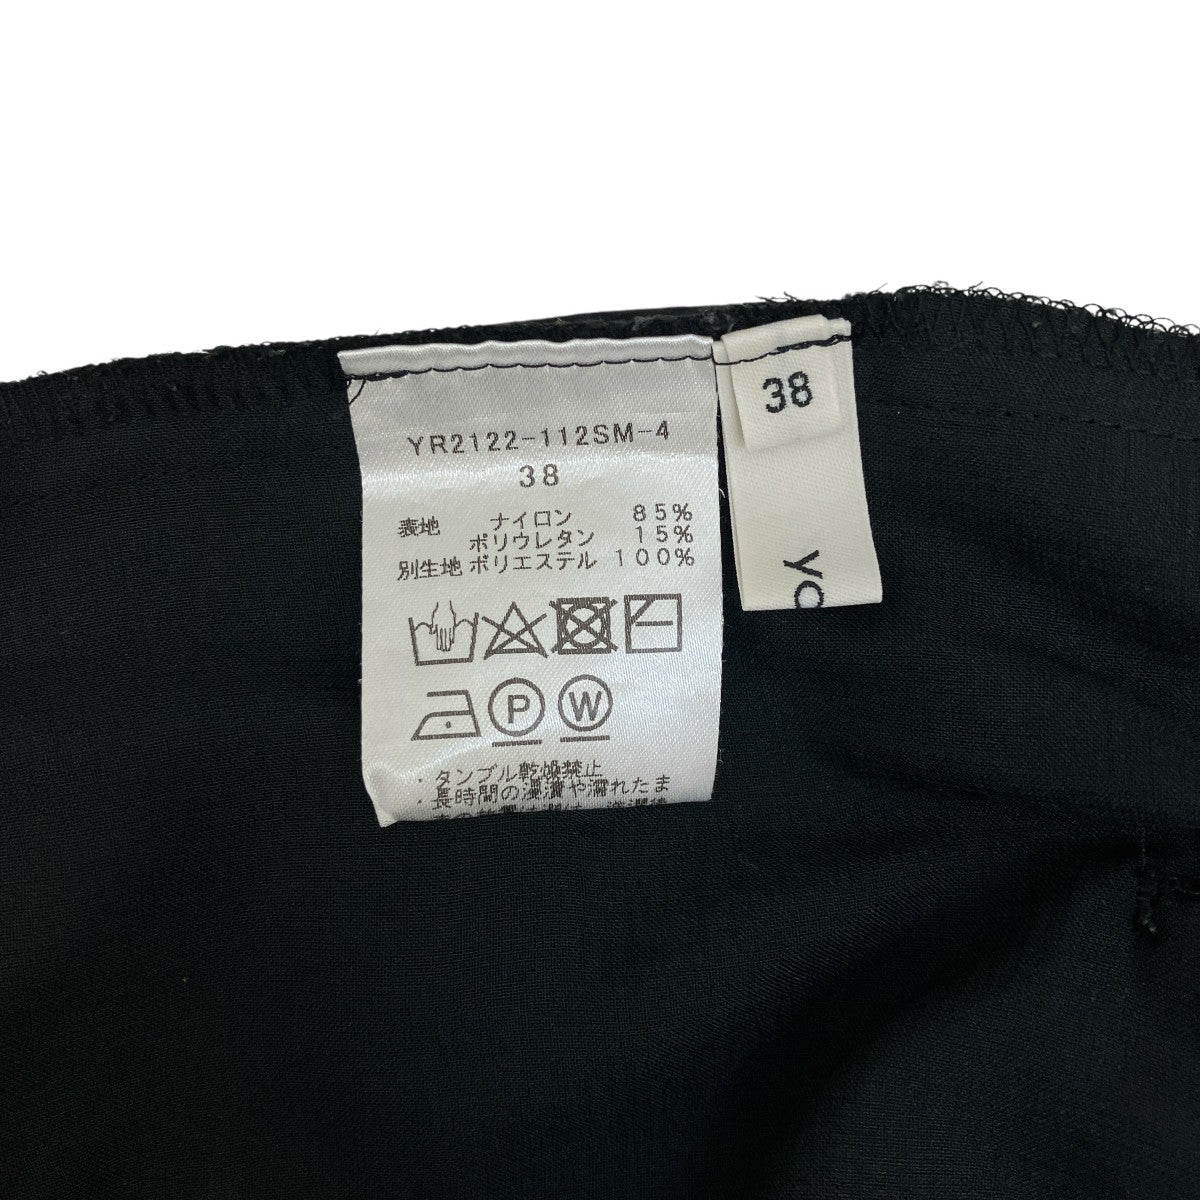 YR2122-112SM-4
38
表地 ナイロン 85%
ポリウレタン 15%
別生地 ポリエステル 100%
P W
・タンブル乾燥禁止
・長時間の浸漬や濡れたま
38
yo